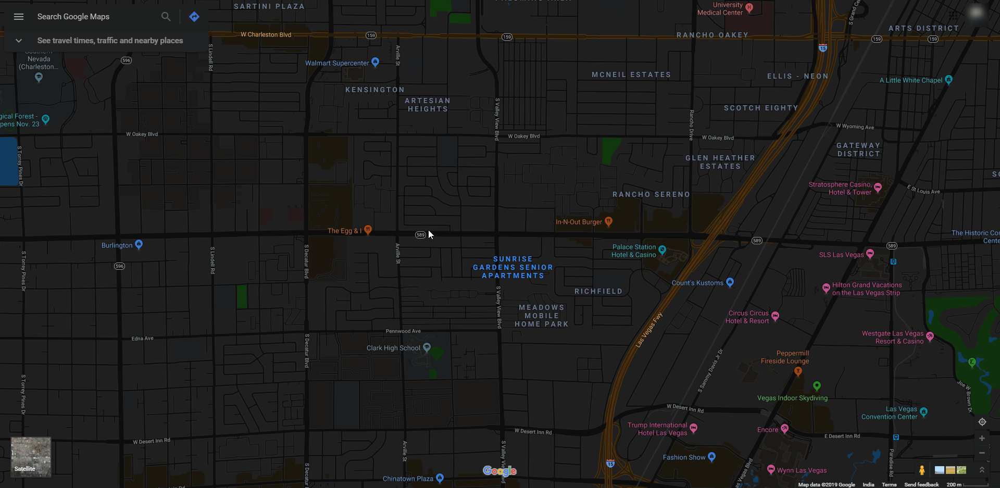 SARTINI PLAZA
University
Medical Center
H
Search Google Maps
See travel times, traffic and nearby places
W Charleston Blvd
159
159
159
159
RANCHO OAKEY
ARTS DISTRICT
15
Southern
Nevada
(Charleston...
596
S Lindell Rd
Walmart Supercenter
Arville St
MCNEIL ESTATES
ELLIS - NEON
A Little White Chapel
KENSINGTON
ARTESIAN
HEIGHTS
S Valley View Blvd
SCOTCH EIGHTY
Rancho Drive
gical Forest -
pens Nov. 23
W Oakey Blvd
W Oakey Blvd
W Oakey Blvd
W Wyoming Ave
GATEWAY
DISTRICT
S Torrey Pines Dr
GLEN HEATHER
ESTATES
Stratosphere Casino,
Hotel & Tower
E St Louis Ave
RANCHO SERENO
The Egg & I
589
In-N-Out Burger
589
589
The Historic Co
Cente
Burlington
596
S Torrey Pines Dr
S Lindell Rd
S Decatur Blvd
Arville St
SUNRISE
GARDENS SENIOR
APARTMENTS
Palace Station
Hotel & Casino
SLS Las Vegas
Count's Kustoms
Hilton Grand Vacations
on the Las Vegas Strip
RICHFIELD
S Valley View Blvd
MEADOWS
MOBILE
HOME PARK
Circus Circus
Hotel & Resort
Las Vegas Fwy
Westgate Las Vegas
Resort & Casino
Pennwood Ave
Edna Ave
S Decatur Blvd
Clark High School
Peppermill
Fireside Lounge
S Sammy Davis Jr Dr
S Torrey Pines Dr
Vegas Indoor Skydiving
Joe W Brown Dr
W Desert Inn Rd
Las Vegas
Convention Center
Trump International
Hotel Las Vegas
Encore
W Desert Inn Rd
E Desert Inn Rd
W Desert Inn Rd
Arville St
Fashion Show
15
Paradise Rd
Satellite
S Decatur Blvd
Google
Wynn Las Vegas
Chinatown Plaza
Map data ©2019 Google
India
Terms
Send feedback
200 m